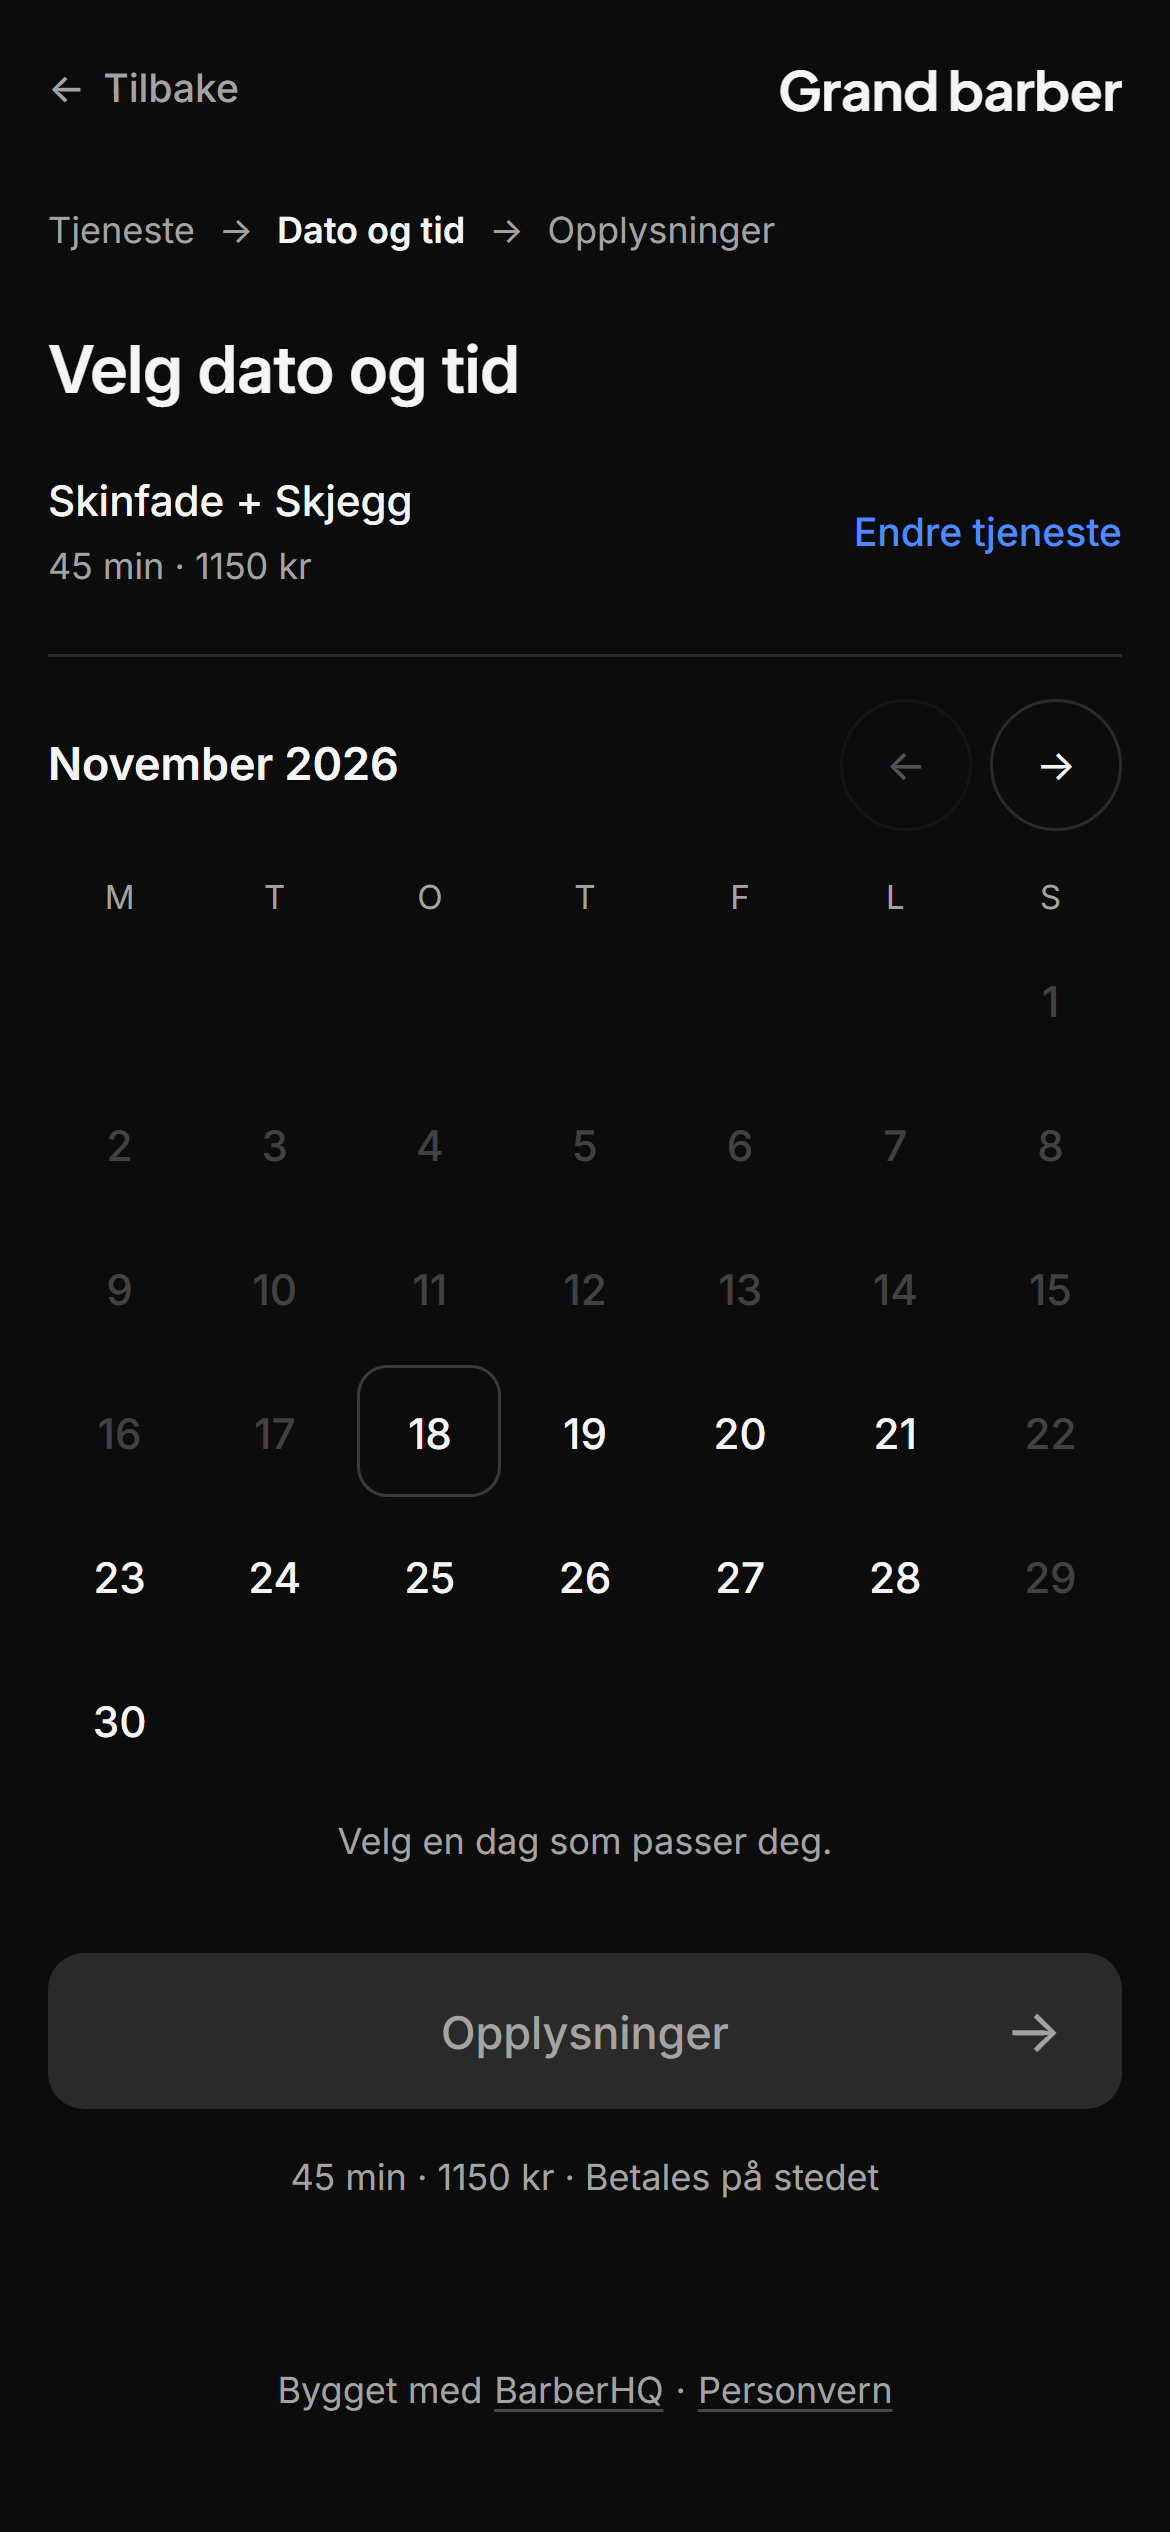 ← Tilbake Grand barber
Tjeneste → Dato og tid → Opplysninger
Velg dato og tid
Skinfade + Skjegg
45 min · 1150 kr
Endre tjeneste
November 2026 ← →
M T O T F L S
1
2 3 4 5 6 7 8
9 10 11 12 13 14 15
16 17 18 19 20 21 22
23 24 25 26 27 28 29
30
Velg en dag som passer deg.
Opplysninger →
45 min · 1150 kr · Betales på stedet
Bygget med BarberHQ · Personvern